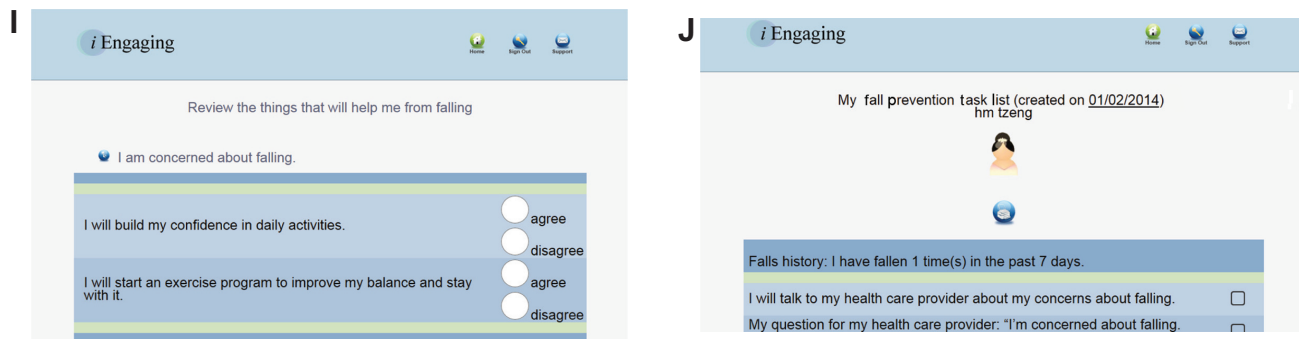 I
i Engaging
Home
Sign Out
Support
Review the things that will help me from falling
I am concerned about falling.
I will build my confidence in daily activities.
agree
disagree
I will start an exercise program to improve my balance and stay
with it.
agree
disagree
J
i Engaging
Home
Sign Out
Support
My fall prevention task list (created on 01/02/2014)
hm tzeng
Falls history: I have fallen 1 time(s) in the past 7 days.
I will talk to my health care provider about my concerns about falling.
My question for my health care provider: “I’m concerned about falling.